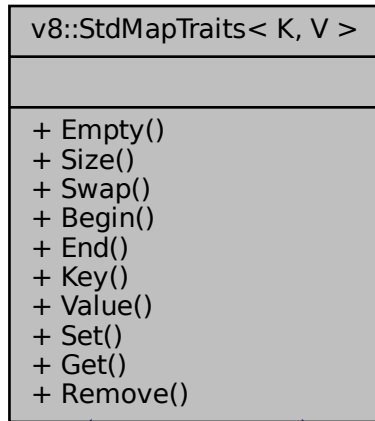 v8::StdMapTraits< K, V >
+ Empty()
+ Size()
+ Swap()
+ Begin()
+ End()
+ Key()
+ Value()
+ Set()
+ Get()
+ Remove()